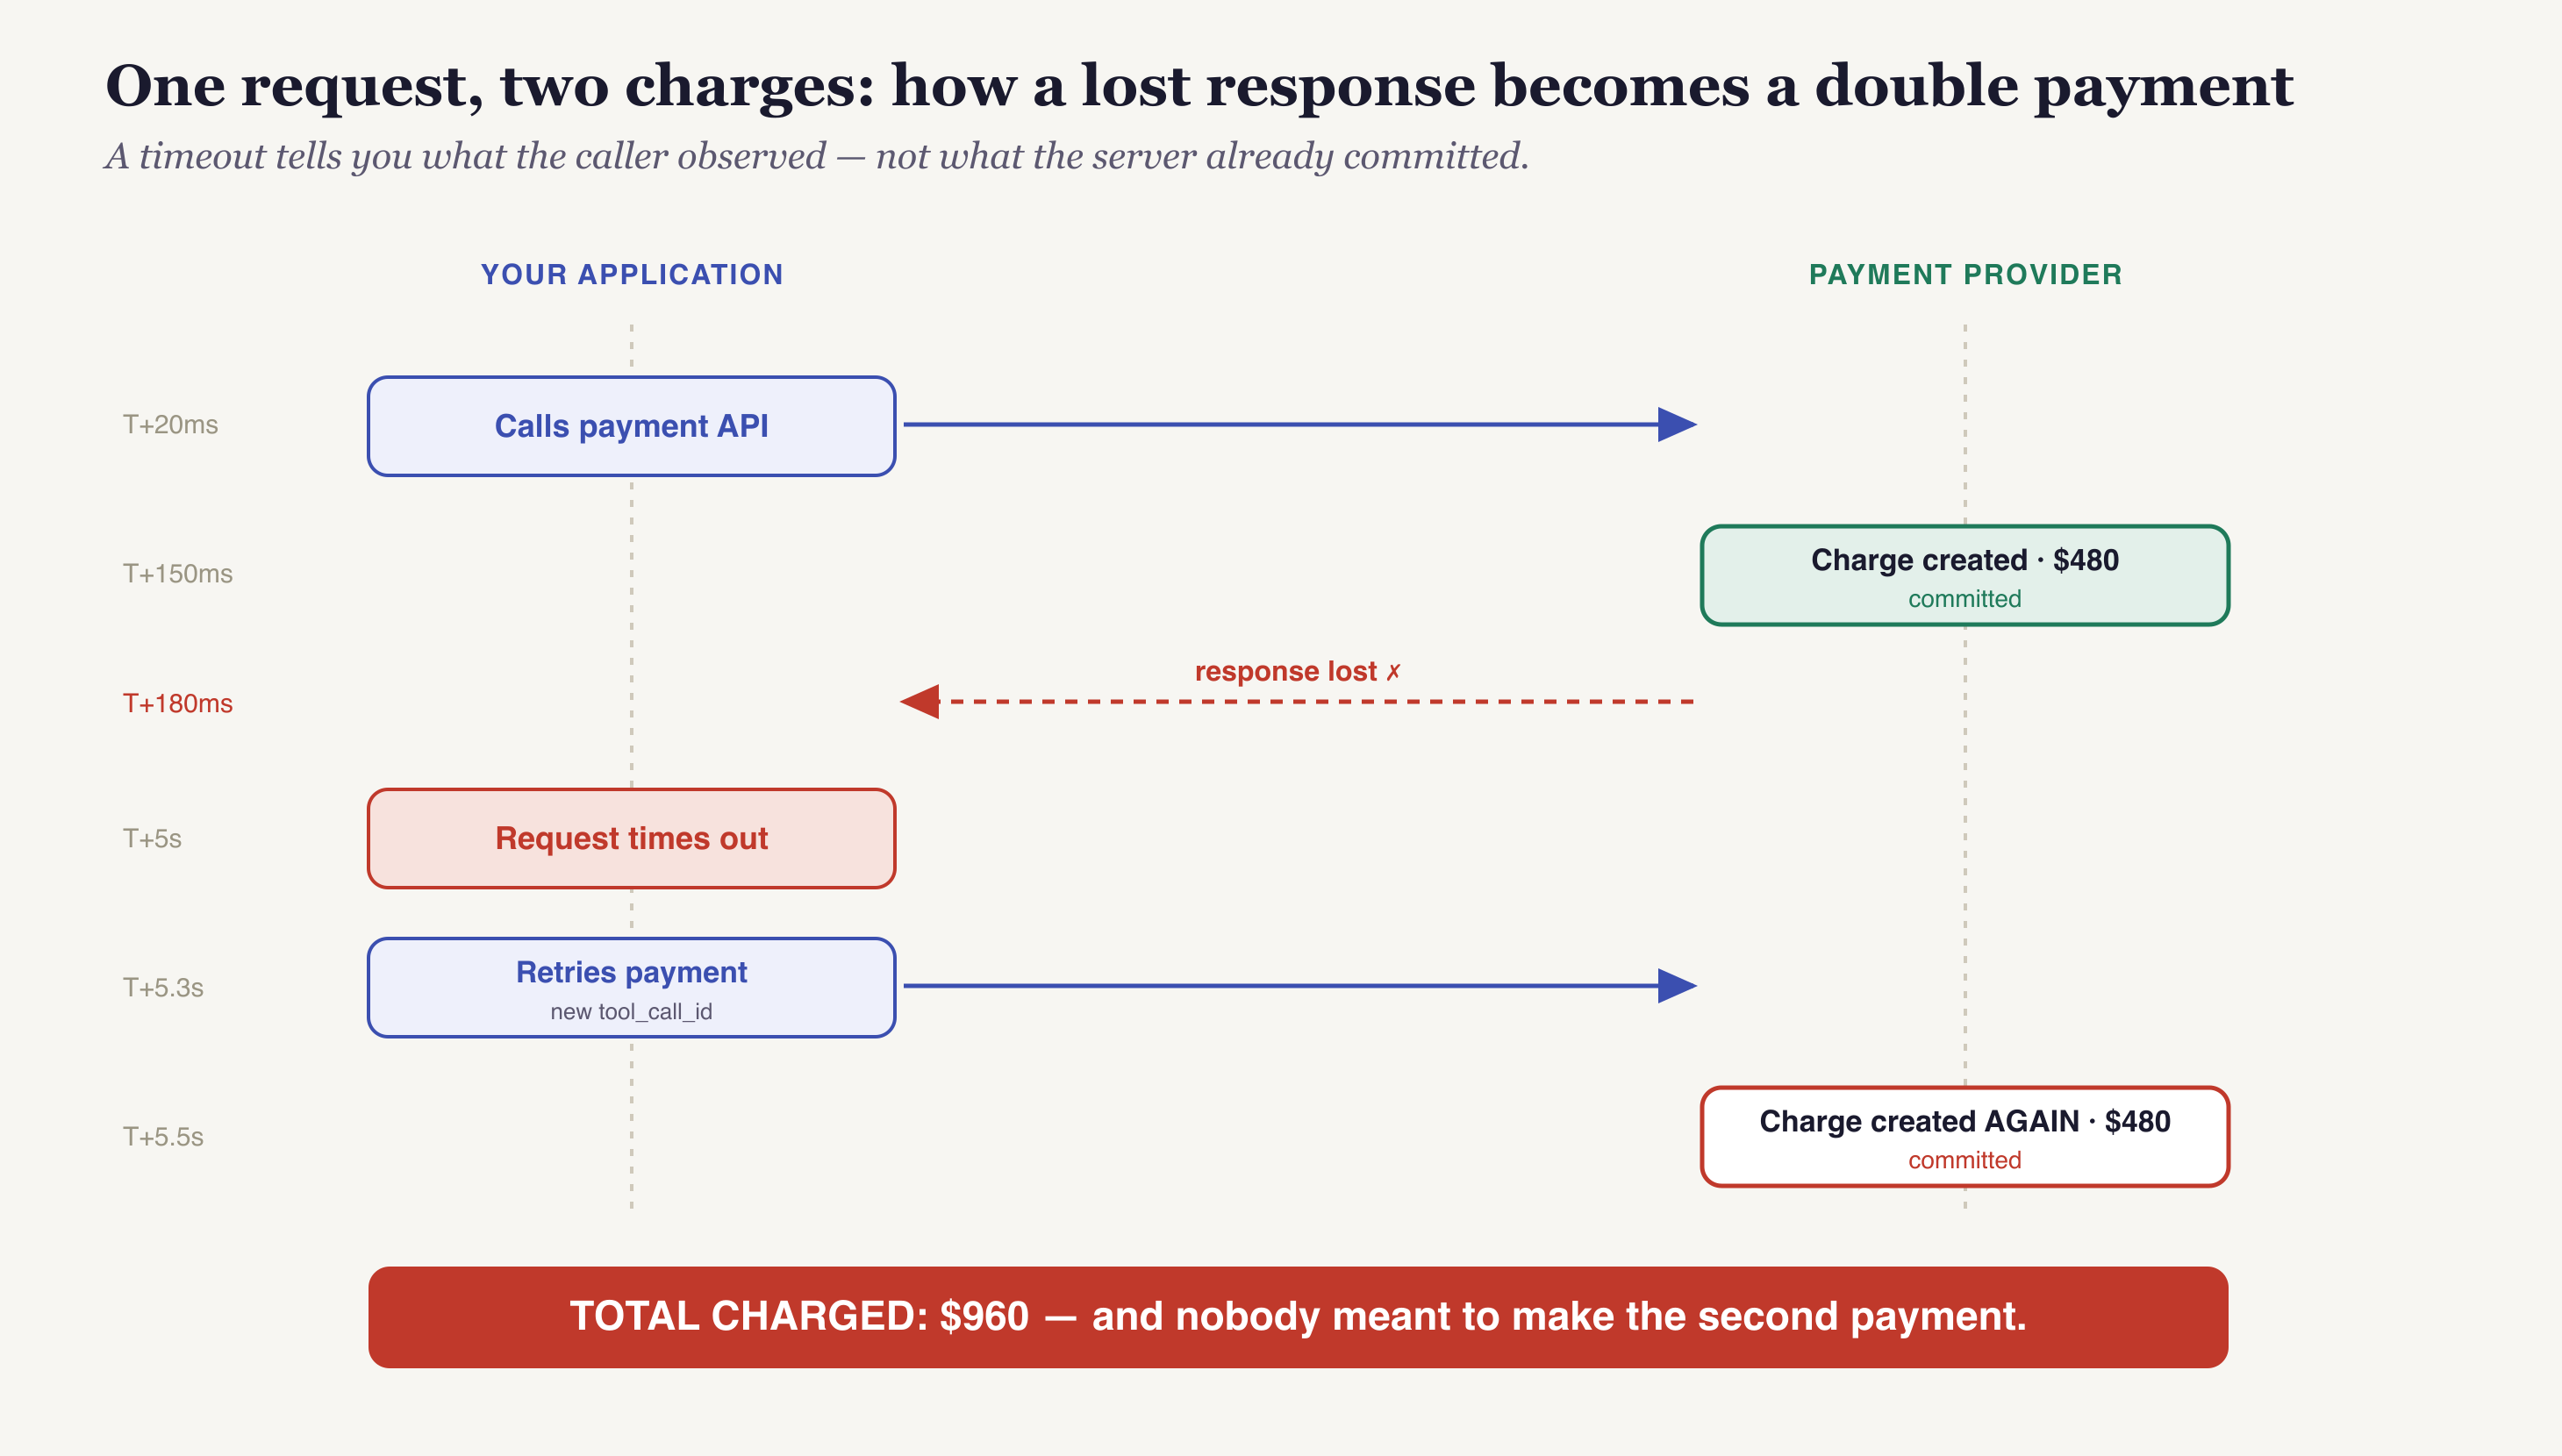 One request, two charges: how a lost response becomes a double payment
A timeout tells you what the caller observed — not what the server already committed.
YOUR APPLICATION
PAYMENT PROVIDER
T+20ms
Calls payment API
T+150ms
Charge created · $480
committed
response lost ✗
T+180ms
T+5s
Request times out
T+5.3s
Retries payment
new tool_call_id
T+5.5s
Charge created AGAIN · $480
committed
TOTAL CHARGED: $960 — and nobody meant to make the second payment.